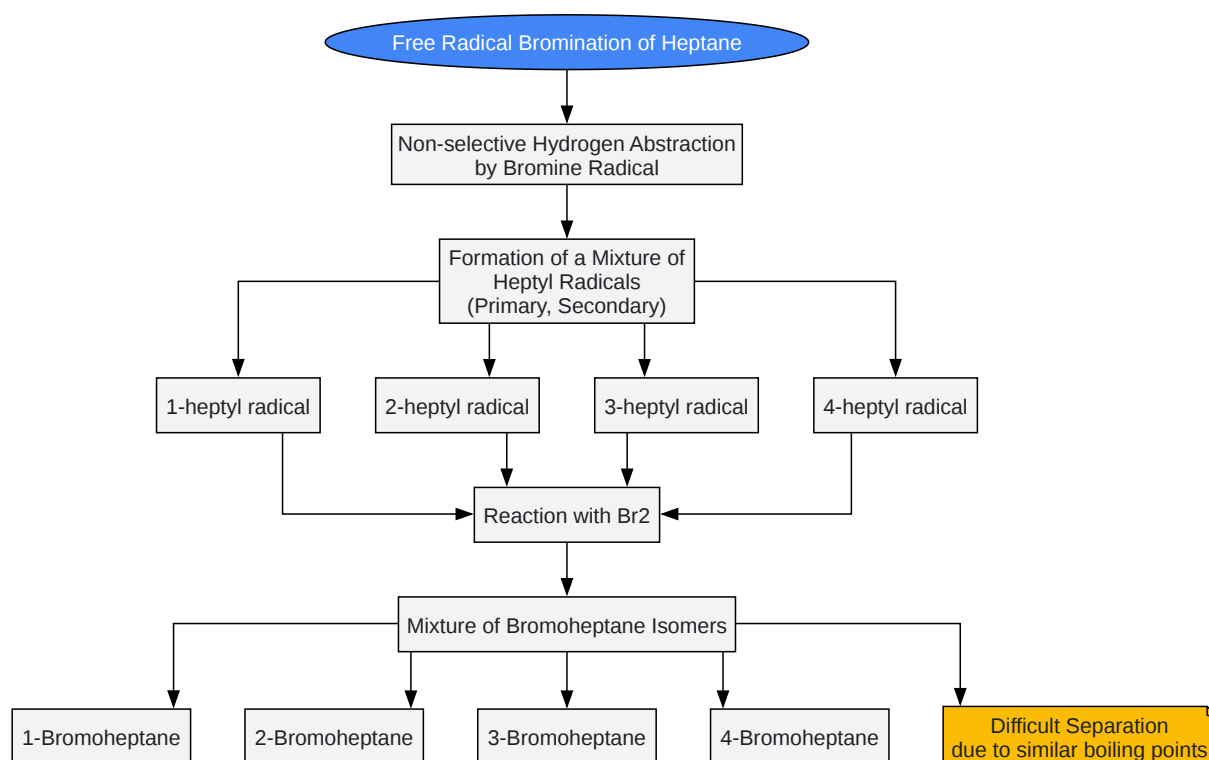 Free Radical Bromination of Heptane
Non-selective Hydrogen Abstraction
by Bromine Radical
Formation of a Mixture of
Heptyl Radicals
(Primary, Secondary)
1-heptyl radical
2-heptyl radical
3-heptyl radical
4-heptyl radical
Reaction with Br2
Mixture of Bromoheptane Isomers
1-Bromoheptane
2-Bromoheptane
3-Bromoheptane
4-Bromoheptane
Difficult Separation
due to similar boiling points